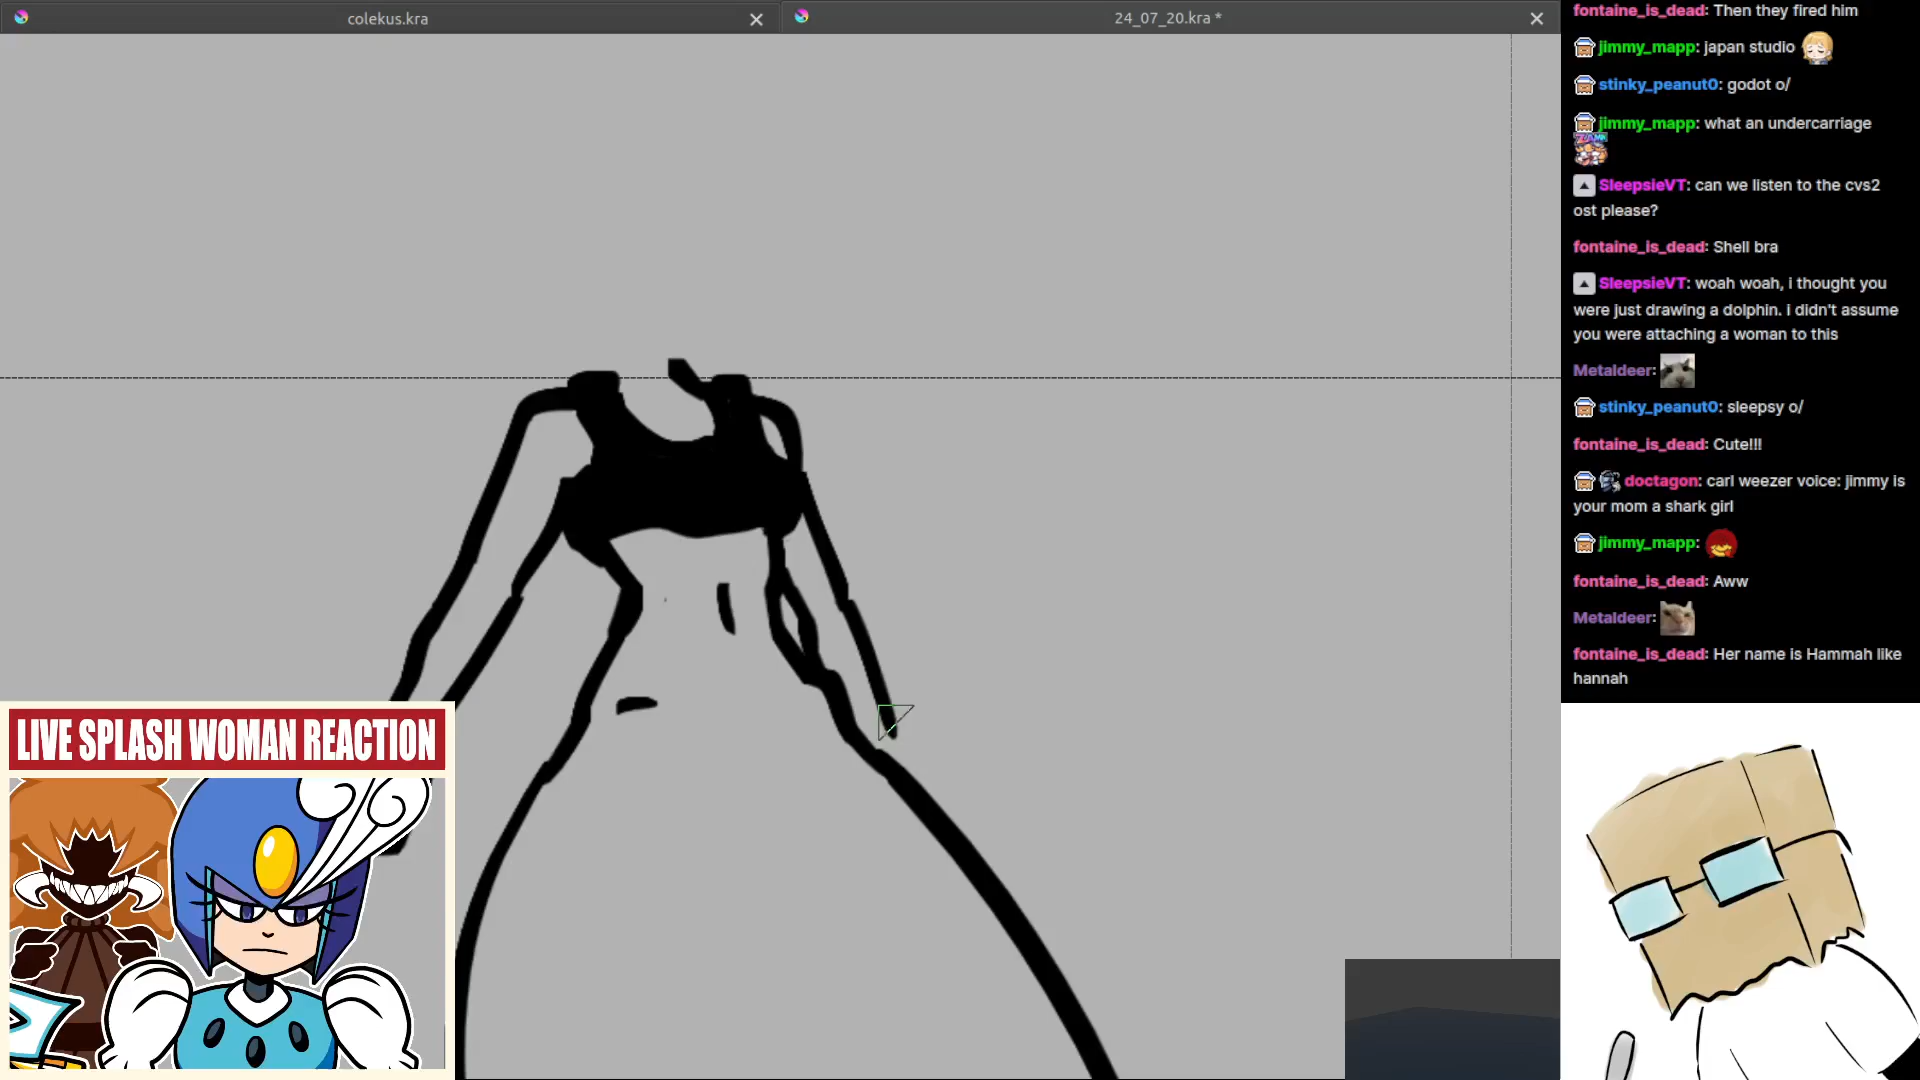 colekus.kra
24_07_20.kra *
fontaine_is_dead: Then they fired him
jimmy_mapp: japan studio
stinky_peanut0: godot o/
jimmy_mapp: what an undercarriage
SleepsieVT: can we listen to the cvs2
ost please?
fontaine_is_dead: Shell bra
SleepsieVT: woah woah, i thought you
were just drawing a dolphin. i didn't assume
you were attaching a woman to this
Metaldeer:
stinky_peanut0: sleepsy o/
fontaine_is_dead: Cute!!!
doctagon: carl weezer voice: jimmy is
your mom a shark girl
jimmy_mapp:
fontaine_is_dead: Aww
Metaldeer:
fontaine_is_dead: Her name is Hammah like
hannah
LIVE SPLASH WOMAN REACTION